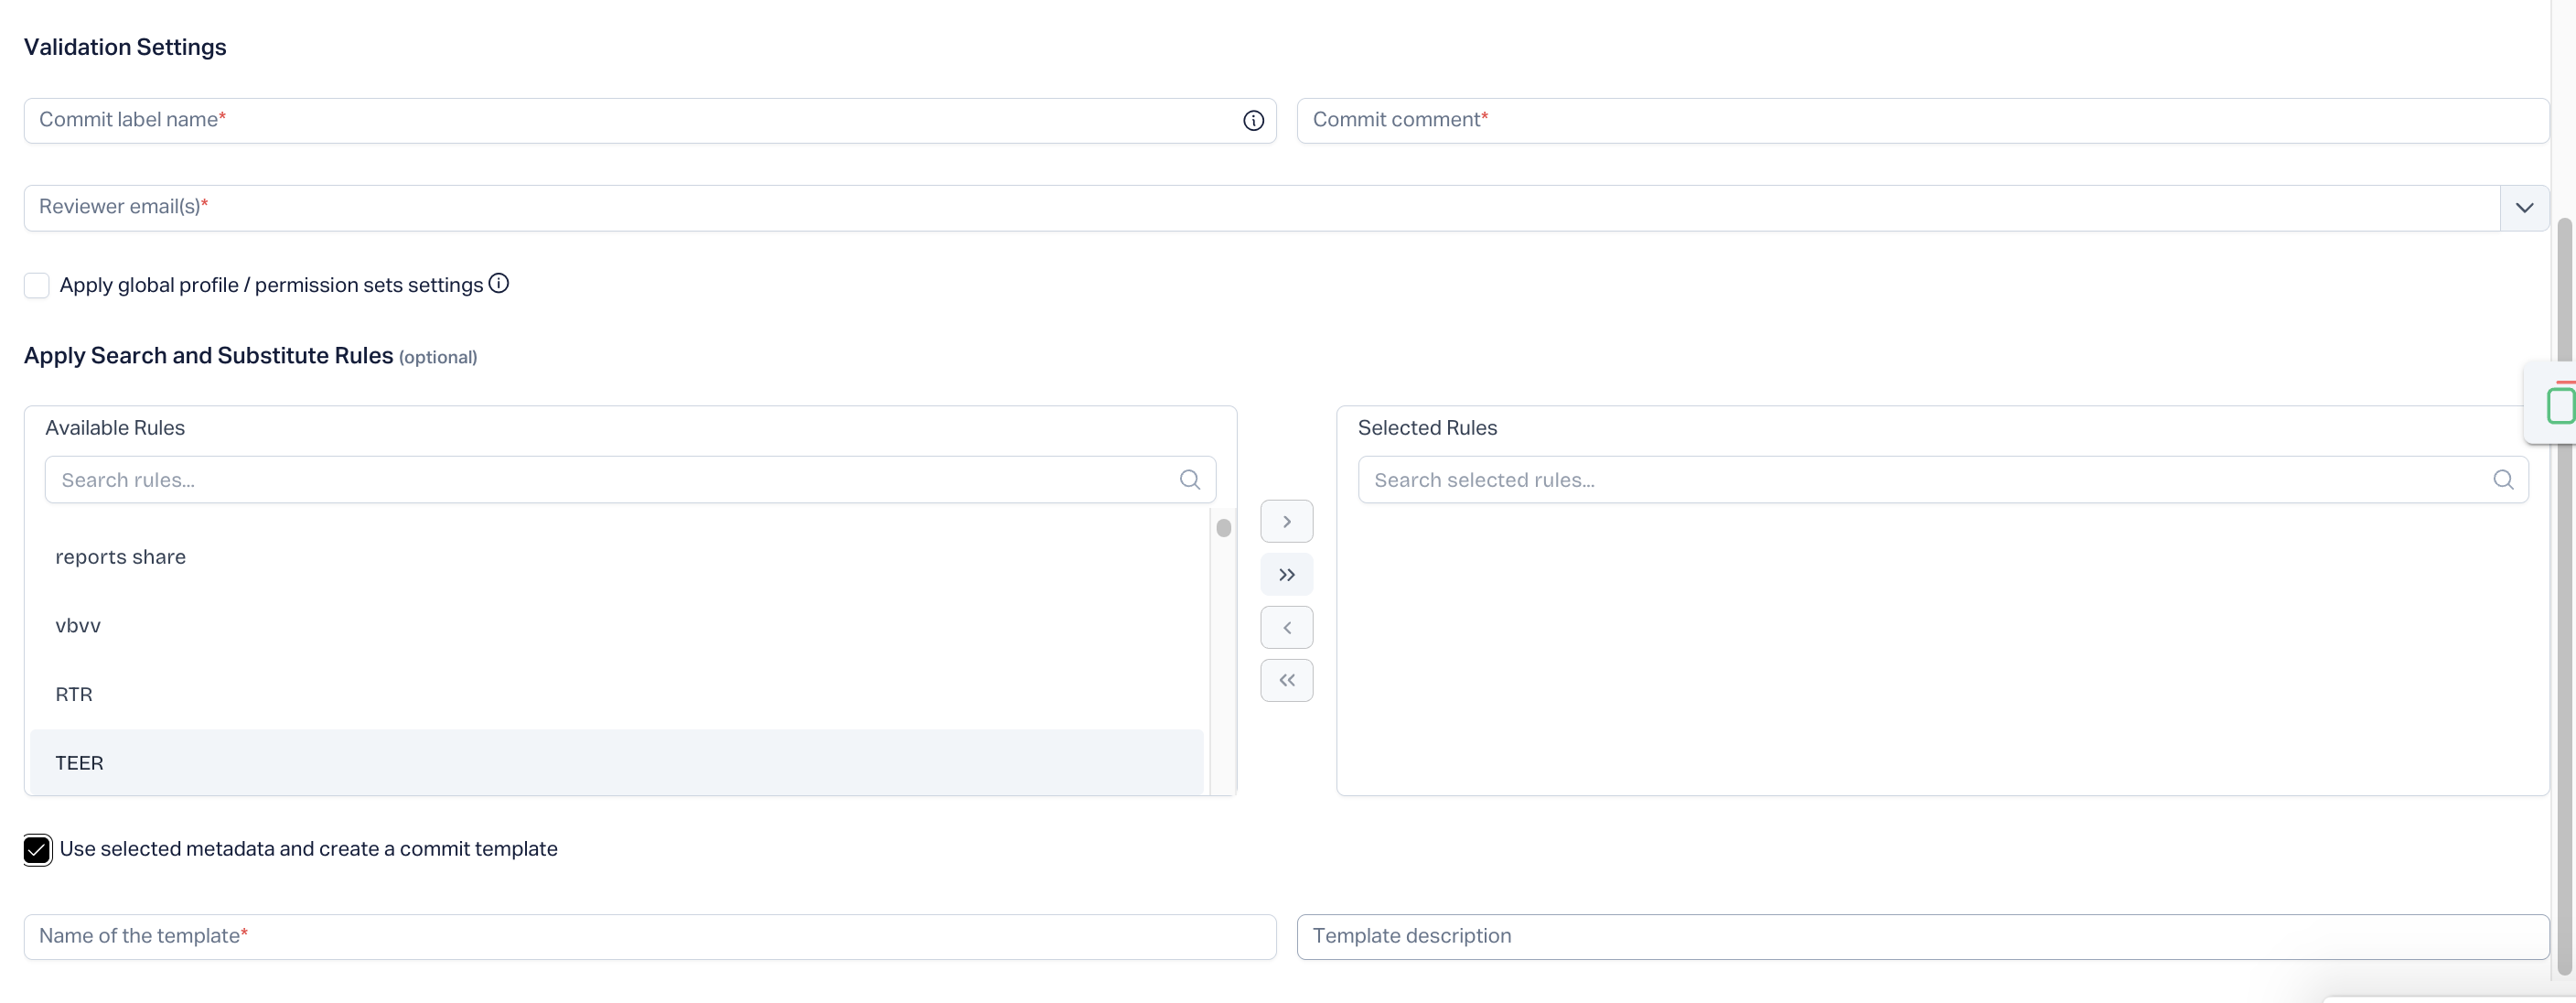 Validation Settings
Commit label name*
Commit comment*
Reviewer email(s)*
Apply global profile / permission sets settings
Apply Search and Substitute Rules (optional)
Available Rules
Search rules...
reports share
vbvv
RTR
TEER
Selected Rules
Search selected rules...
Use selected metadata and create a commit template
Name of the template*
Template description